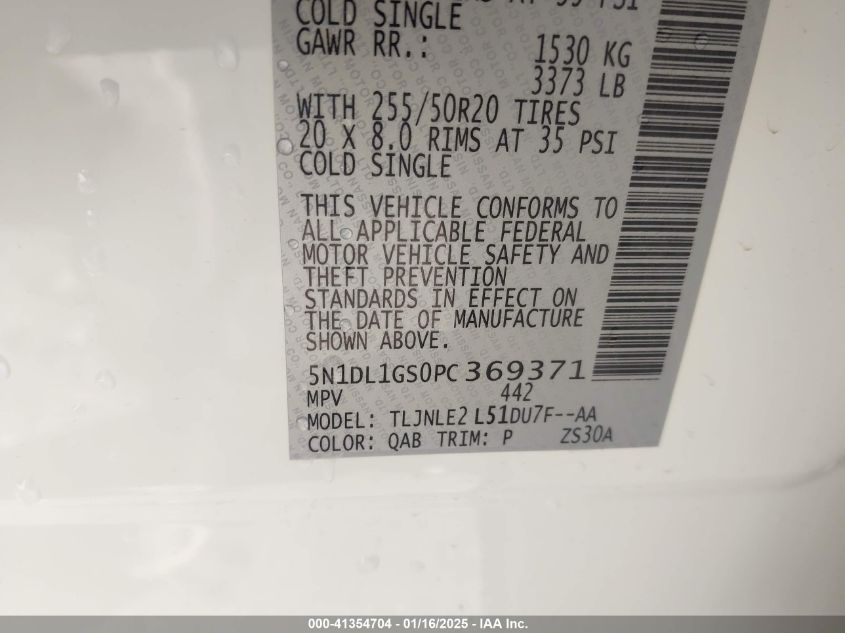 AT 35 PSI
COLD SINGLE
GAWR RR.: 1530 KG
3373 LB
WITH 255/50R20 TIRES
20 X 8.0 RIMS AT 35 PSI
COLD SINGLE
THIS VEHICLE CONFORMS TO
ALL APPLICABLE FEDERAL
MOTOR VEHICLE SAFETY AND
THEFT PREVENTION
STANDARDS IN EFFECT ON
THE DATE OF MANUFACTURE
SHOWN ABOVE.
5N1DL1GS0PC369371
MPV 442
MODEL: TLJNLE2 L51DU7F--AA
COLOR: QAB TRIM: P ZS30A
000-41354704 - 01/16/2025 - IAA Inc.